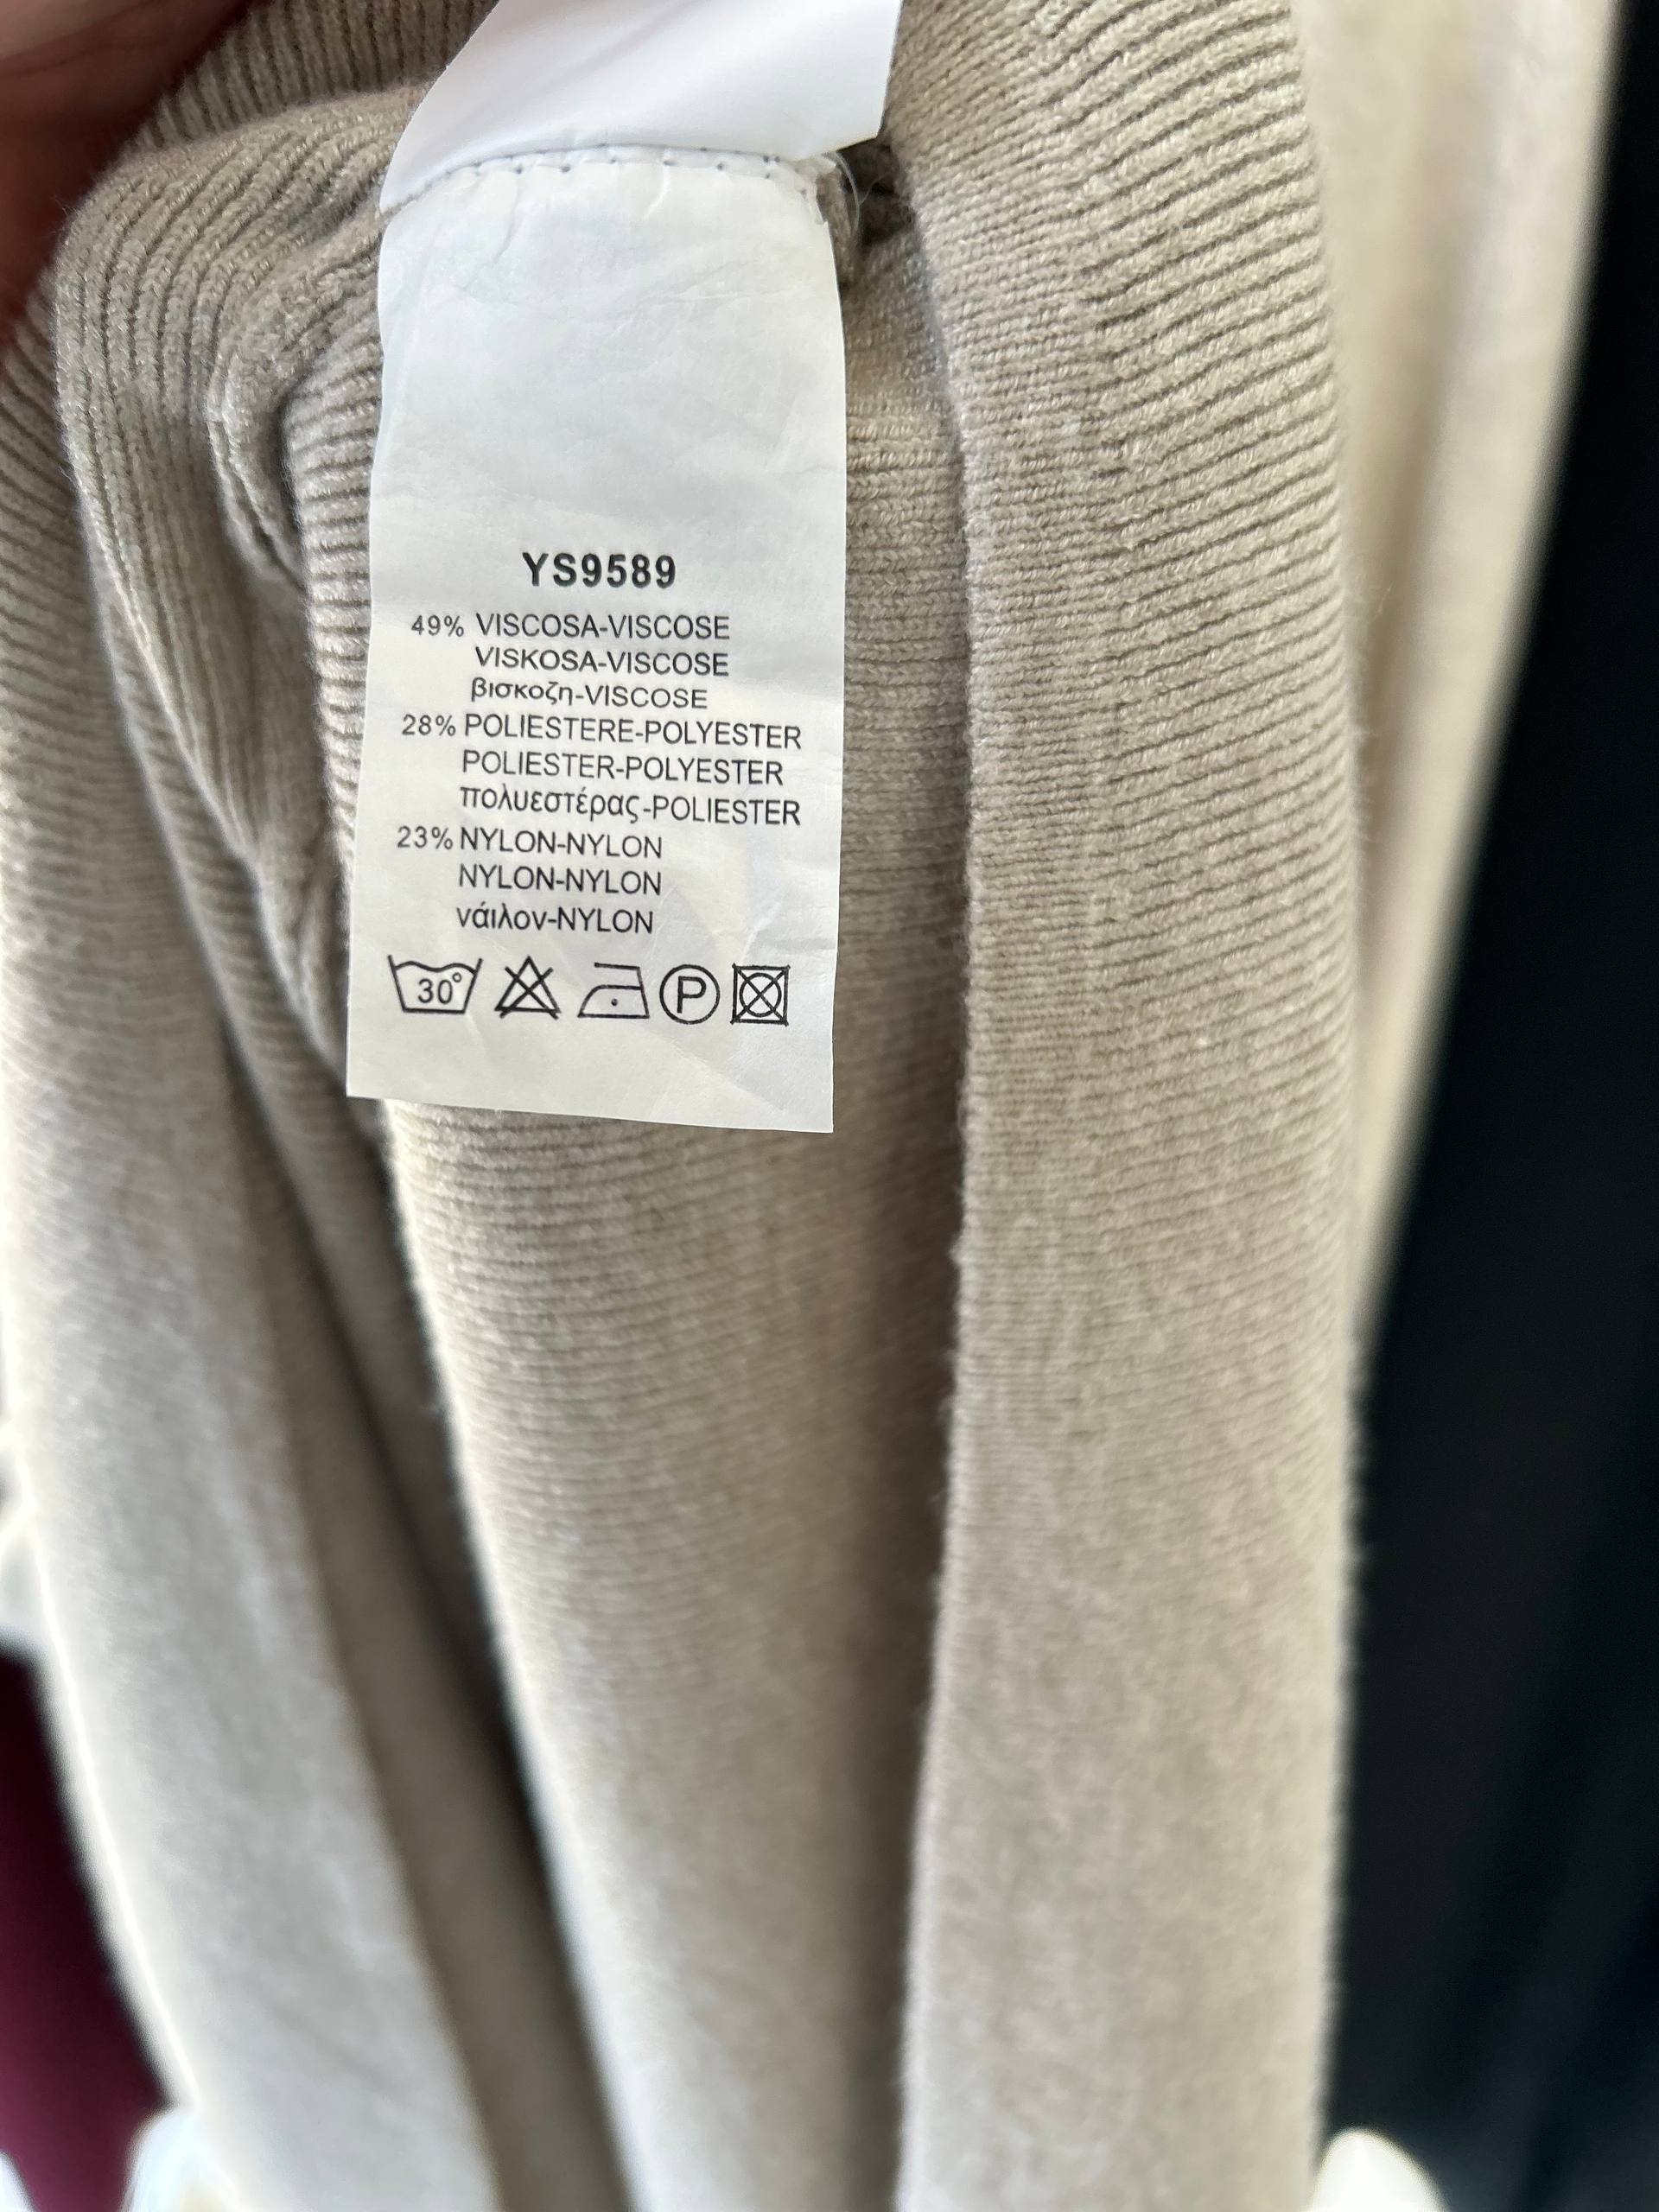 YS9589
49% VISCOSA-VISCOSE
VISKOSA-VISCOSE
βισκοζη-VISCOSE
28% POLIESTERE-POLYESTER
POLIESTER-POLYESTER
πολυεστέρας-POLIESTER
23% NYLON-NYLON
NYLON-NYLON
νάιλον-NYLON
30° P